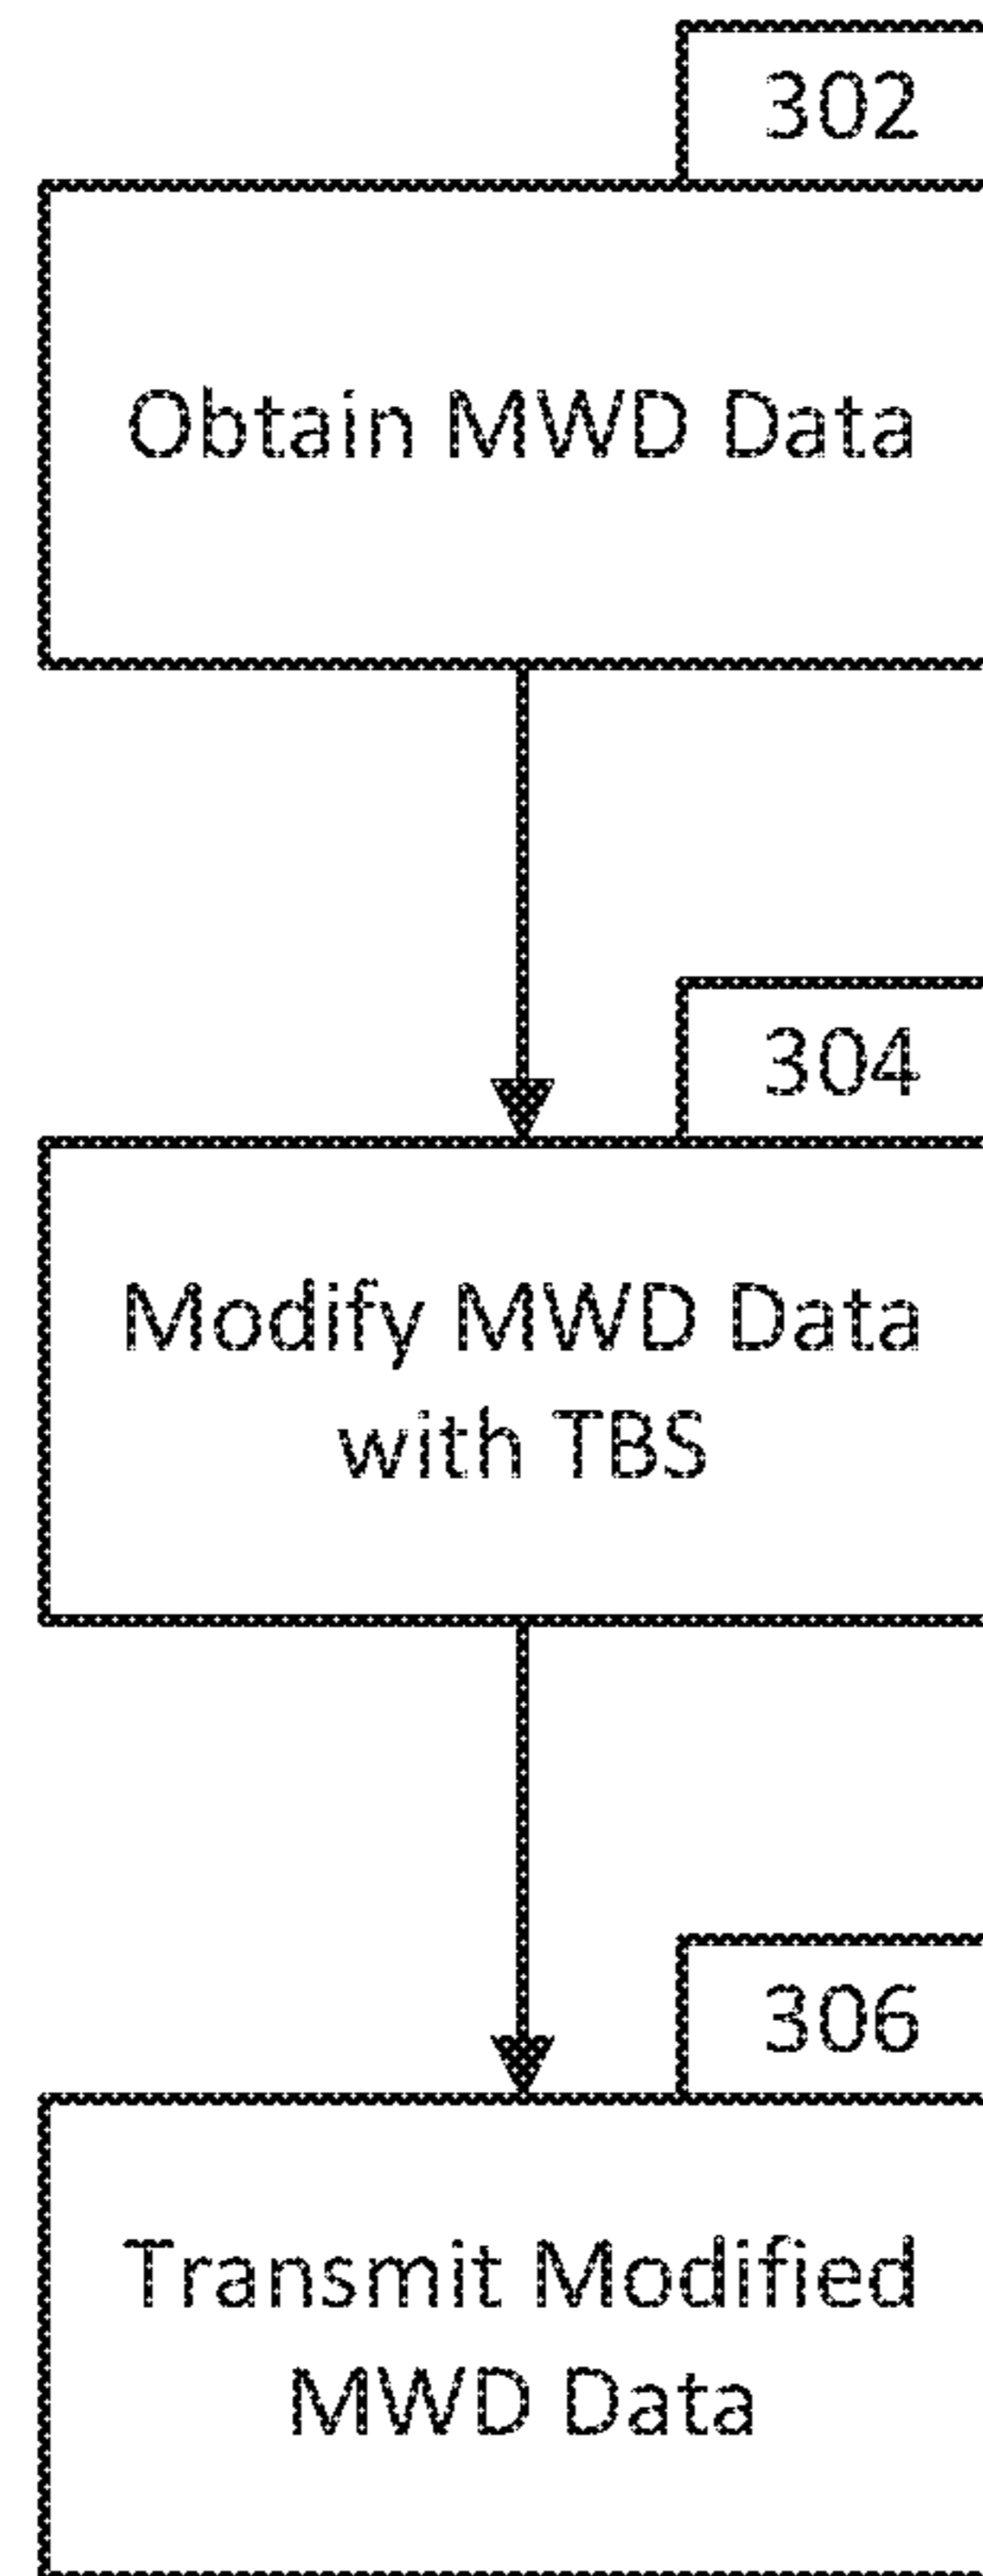 302
Obtain MWD Data
304
Modify MWD Data
with TBS
306
Transmit Modified
MWD Data